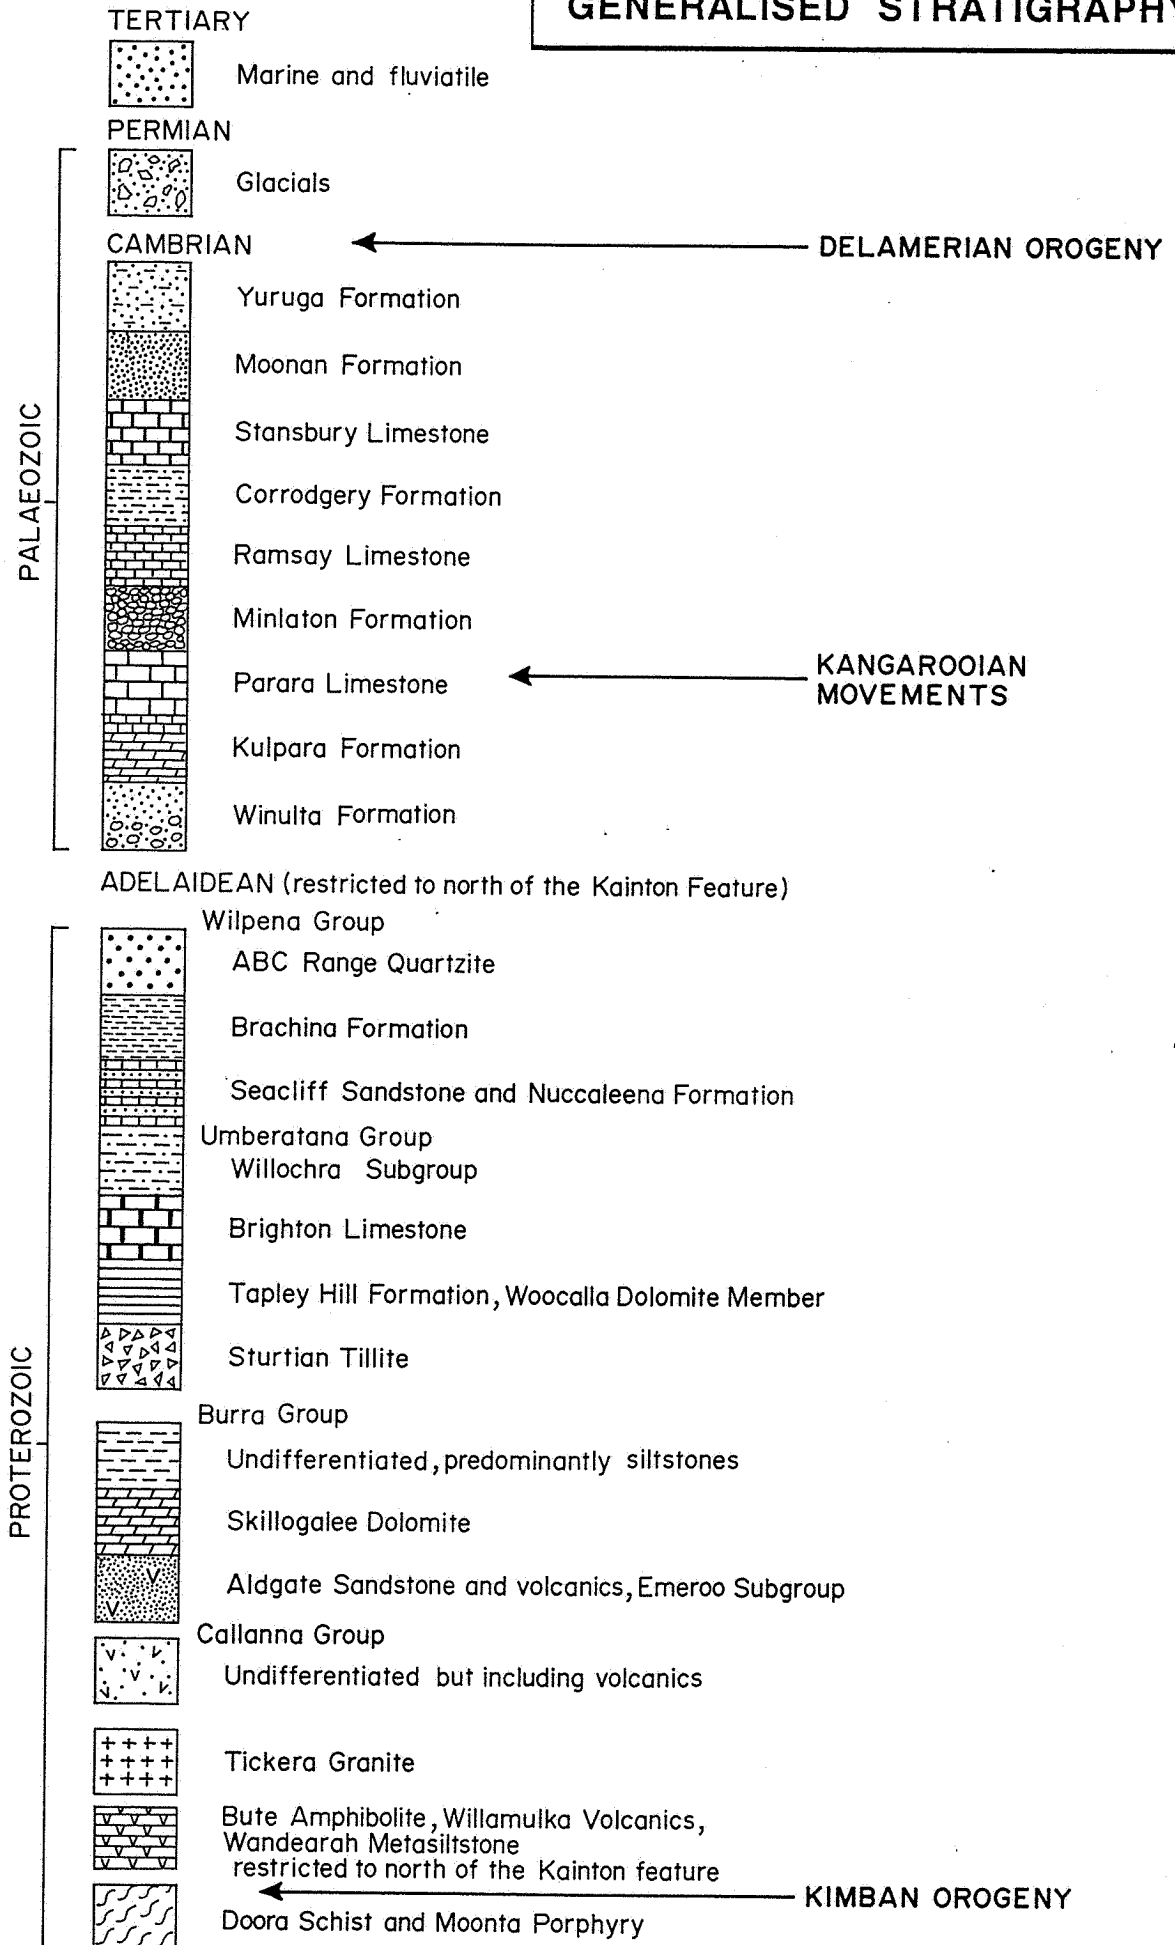 GENERALISED STRATIGRAPHY
TERTIARY
Marine and fluviatile
PERMIAN
Glacials
CAMBRIAN
DELAMERIAN OROGENY
Yuruga Formation
Moonan Formation
Stansbury Limestone
Corrodgery Formation
Ramsay Limestone
Minlaton Formation
KANGAROOIAN
MOVEMENTS
Parara Limestone
Kulpara Formation
Winulta Formation
PALAEOZOIC
ADELAIDEAN (restricted to north of the Kainton Feature)
Wilpena Group
ABC Range Quartzite
Brachina Formation
Seacliff Sandstone and Nuccaleena Formation
Umberatana Group
Willochra Subgroup
Brighton Limestone
Tapley Hill Formation, Woocalla Dolomite Member
Sturtian Tillite
Burra Group
Undifferentiated, predominantly siltstones
Skillogalee Dolomite
Aldgate Sandstone and volcanics, Emeroo Subgroup
Callanna Group
Undifferentiated but including volcanics
Tickera Granite
Bute Amphibolite, Willamulka Volcanics,
Wandearah Metasiltstone
restricted to north of the Kainton feature
KIMBAN OROGENY
Doora Schist and Moonta Porphyry
PROTEROZOIC